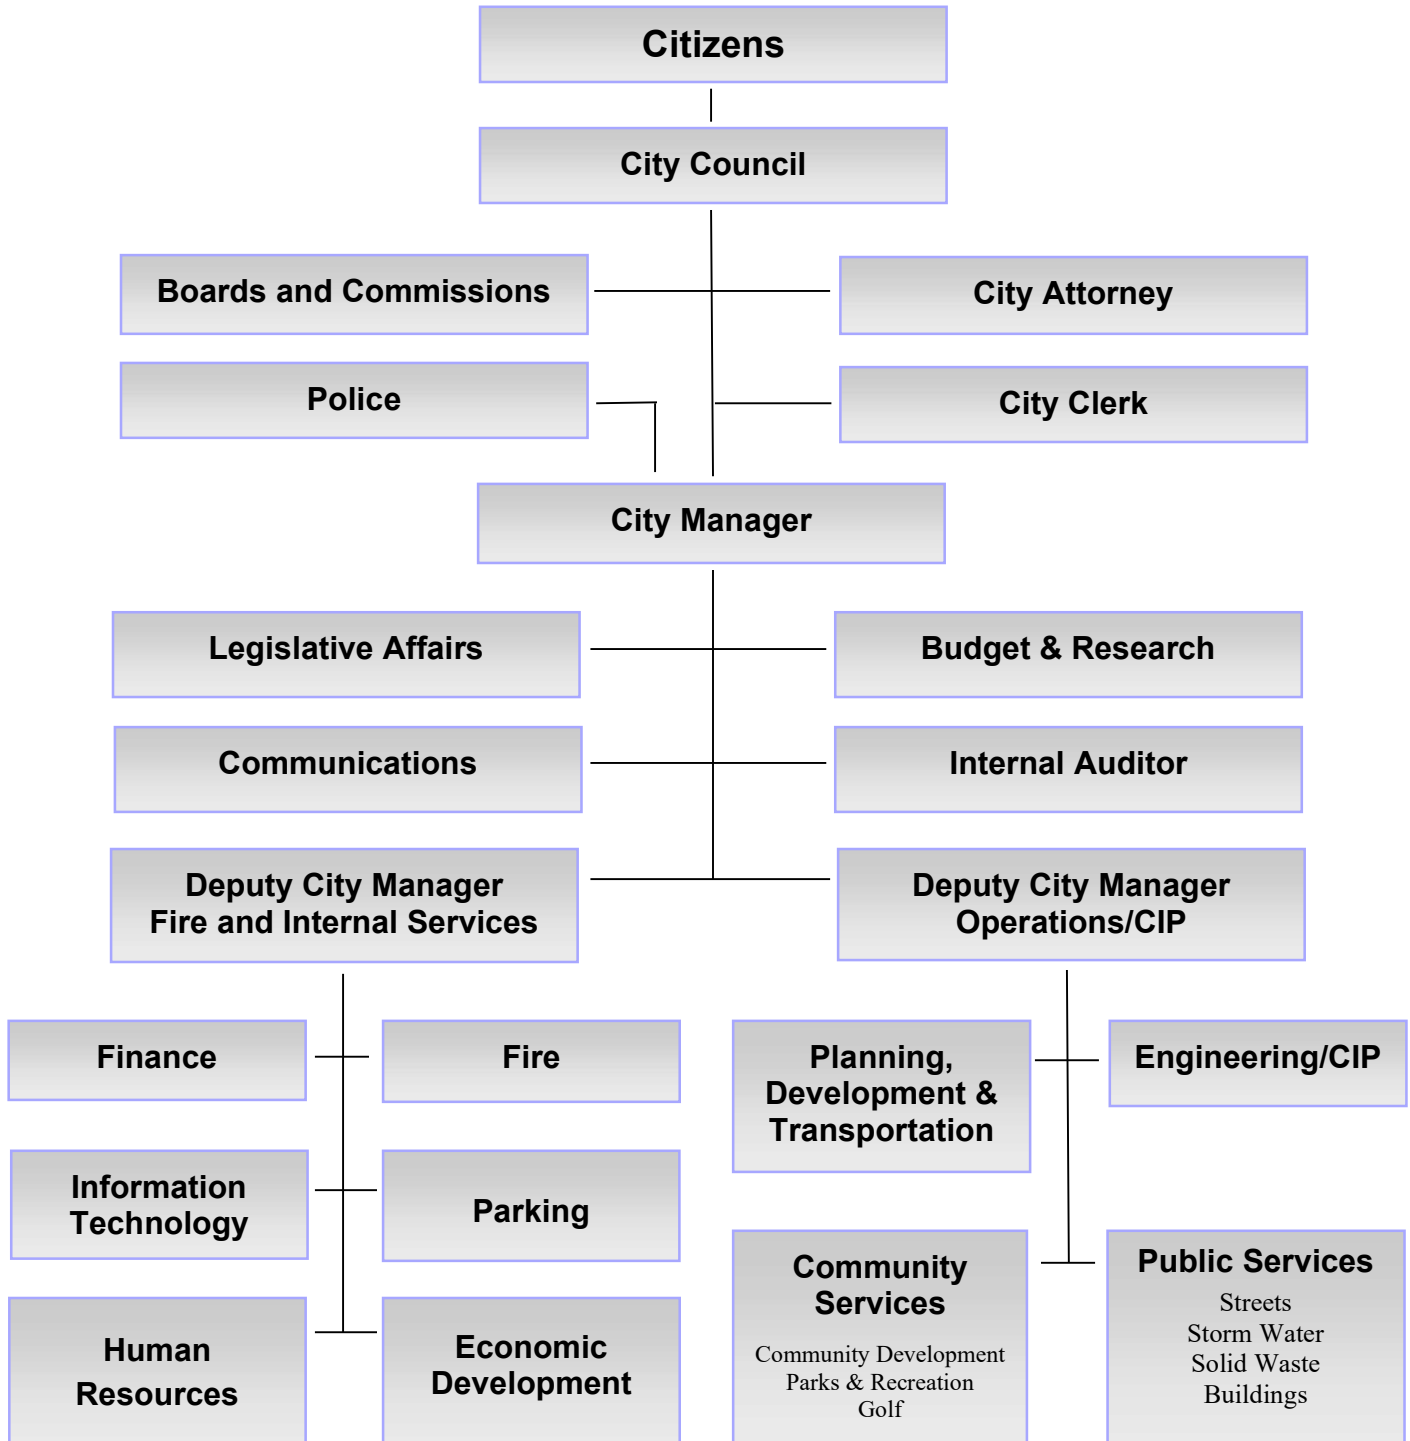 Citizens
City Council
Boards and Commissions
City Attorney
Police
City Clerk
City Manager
Legislative Affairs
Budget & Research
Communications
Internal Auditor
Deputy City Manager
Fire and Internal Services
Deputy City Manager
Operations/CIP
Finance
Fire
Planning,
Development &
Transportation
Engineering/CIP
Information
Technology
Parking
Community
Services
Community Development
Parks & Recreation
Golf
Public Services
Streets
Storm Water
Solid Waste
Buildings
Human
Resources
Economic
Development